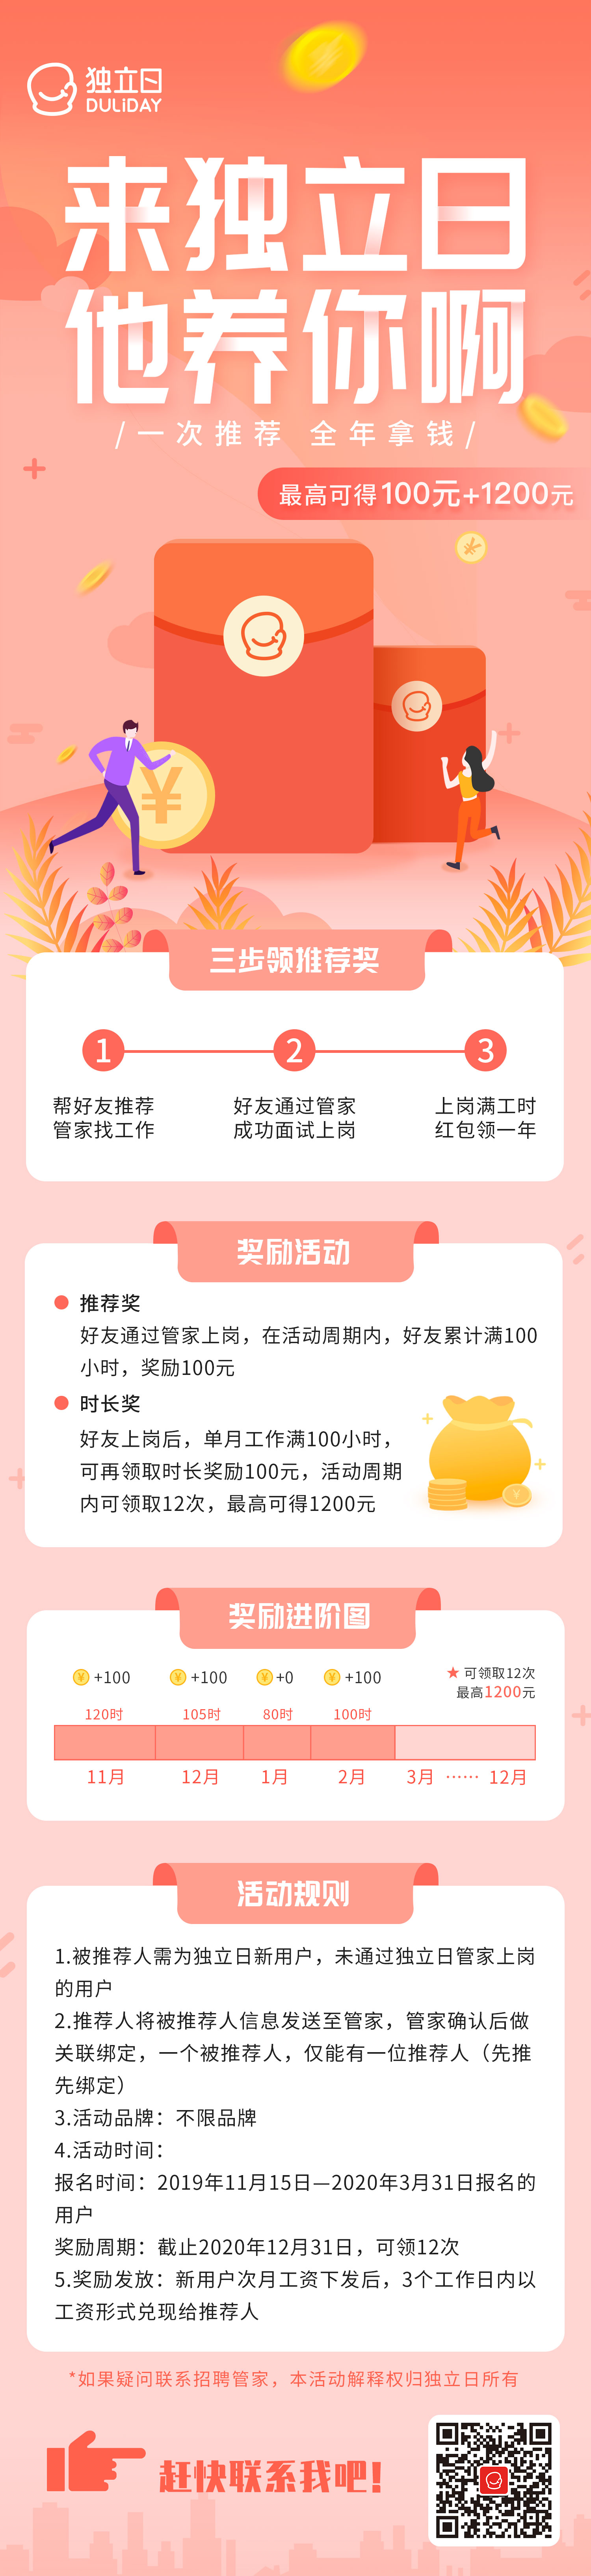 独立日
DULiDAY
来独立日
他养你啊
/一次推荐 全年拿钱/
最高可得100元+1200元
¥
¥
三步领推荐奖
1 2 3
帮好友推荐 好友通过管家 上岗满工时
管家找工作 成功面试上岗 红包领一年
奖励活动
推荐奖
好友通过管家上岗，在活动周期内，好友累计满100
小时，奖励100元
时长奖
好友上岗后，单月工作满100小时，
可再领取时长奖励100元，活动周期
内可领取12次，最高可得1200元
¥
奖励进阶图
¥ +100 ¥ +100 ¥ +0 ¥ +100 ★ 可领取12次
最高1200元
120时 105时 80时 100时
11月 12月 1月 2月 3月 …… 12月
活动规则
1.被推荐人需为独立日新用户，未通过独立日管家上岗
的用户
2.推荐人将被推荐人信息发送至管家，管家确认后做
关联绑定，一个被推荐人，仅能有一位推荐人（先推
先绑定）
3.活动品牌：不限品牌
4.活动时间：
报名时间：2019年11月15日—2020年3月31日报名的
用户
奖励周期：截止2020年12月31日，可领12次
5.奖励发放：新用户次月工资下发后，3个工作日内以
工资形式兑现给推荐人
*如果疑问联系招聘管家，本活动解释权归独立日所有
赶快联系我吧!